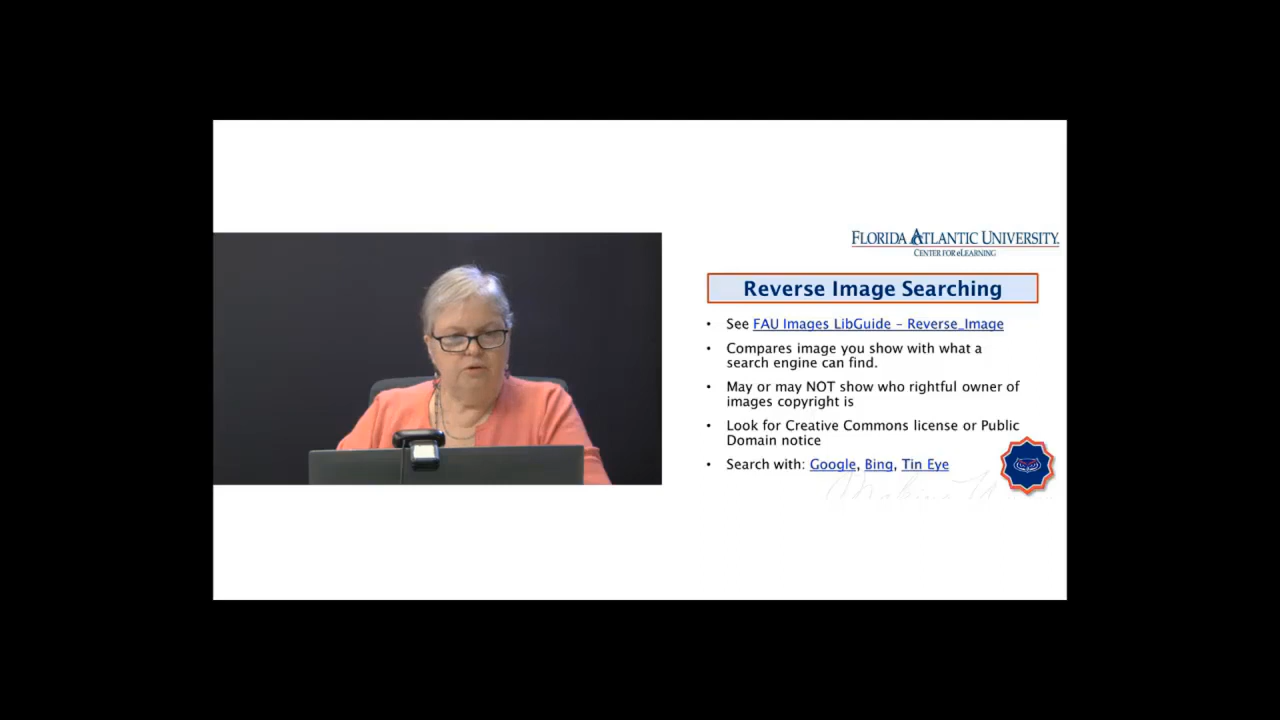 FLORIDA ATLANTIC UNIVERSITY.
CENTER FOR eLEARNING
Reverse Image Searching
• See FAU Images LibGuide – Reverse_Image
• Compares image you show with what a
search engine can find.
• May or may NOT show who rightful owner of
images copyright is
• Look for Creative Commons license or Public
Domain notice
• Search with: Google, Bing, Tin Eye